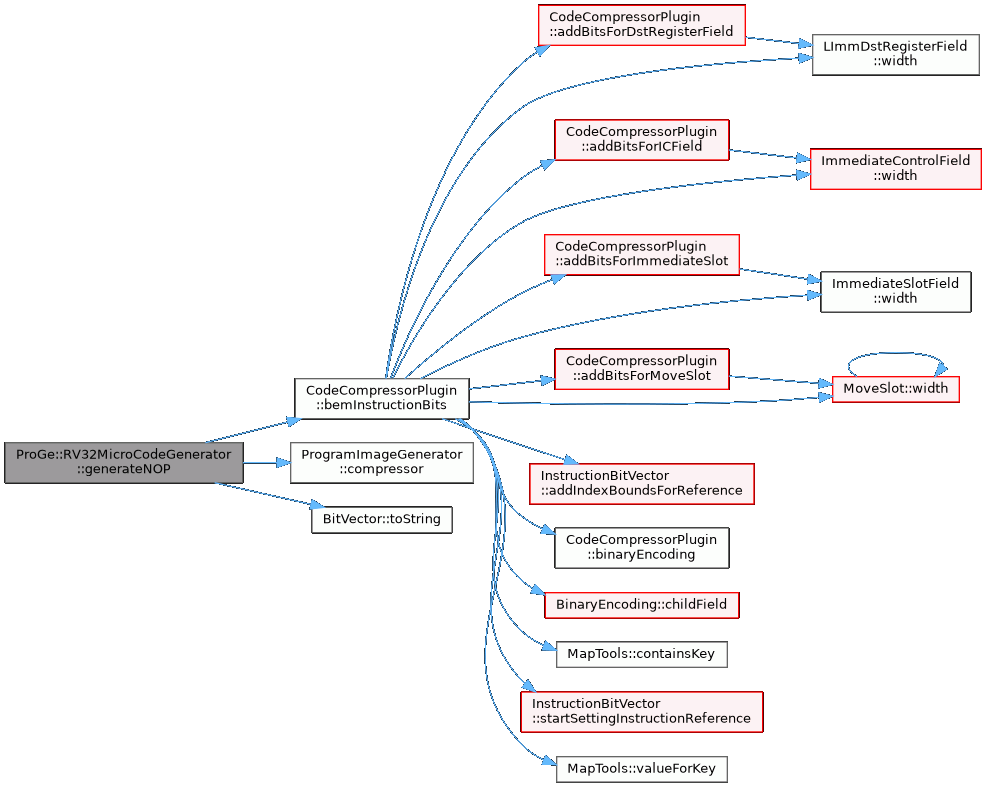 CodeCompressorPlugin
::addBitsForDstRegisterField
LImmDstRegisterField
::width
CodeCompressorPlugin
::addBitsForICField
ImmediateControlField
::width
CodeCompressorPlugin
::addBitsForImmediateSlot
ImmediateSlotField
::width
CodeCompressorPlugin
::addBitsForMoveSlot
MoveSlot::width
CodeCompressorPlugin
::bemInstructionBits
ProGe::RV32MicroCodeGenerator
::generateNOP
ProgramImageGenerator
::compressor
InstructionBitVector
::addIndexBoundsForReference
BitVector::toString
CodeCompressorPlugin
::binaryEncoding
BinaryEncoding::childField
MapTools::containsKey
InstructionBitVector
::startSettingInstructionReference
MapTools::valueForKey